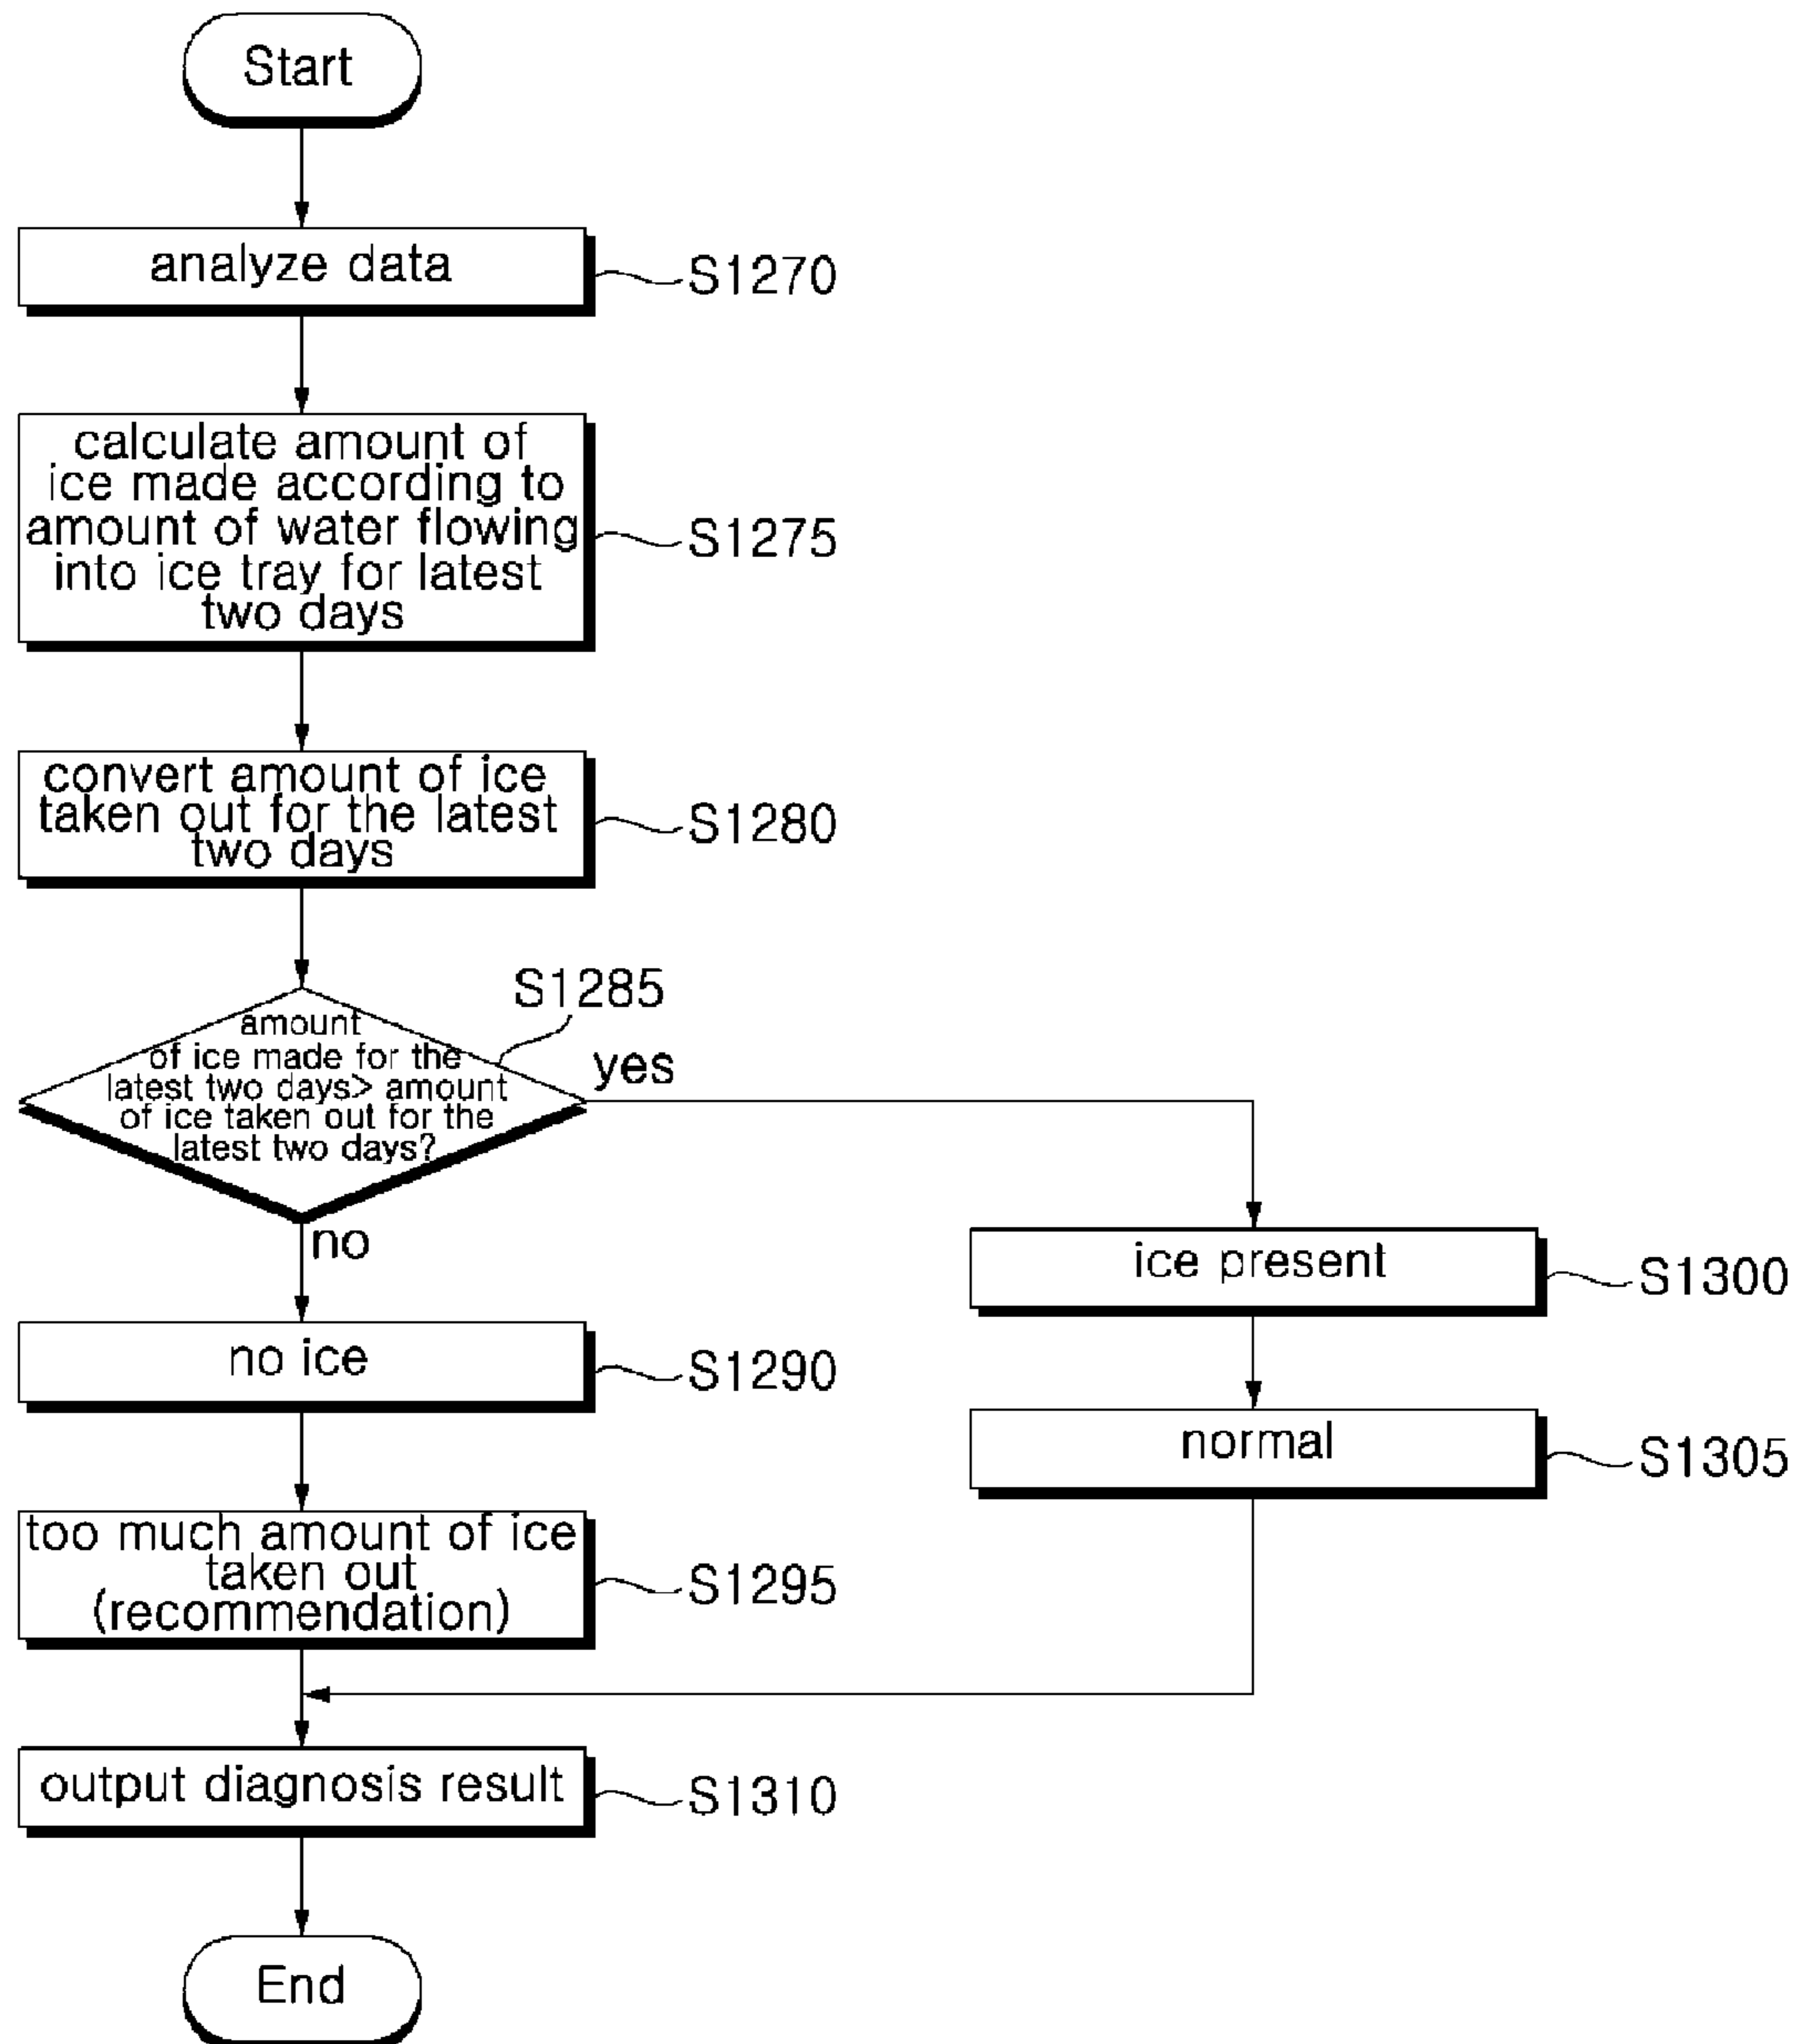 Start
analyze data
S1270
calculate amount of
ice made according to
amount of water flowing
into ice tray for latest
two days
S1275
convert amount of ice
taken out for the latest
two days
S1280
S1285
amount
of ice made for the
latest two days> amount
of ice taken out for the
latest two days?
yes
no
ice present
S1300
no ice
S1290
normal
S1305
too much amount of ice
taken out
(recommendation)
S1295
output diagnosis result
S1310
End